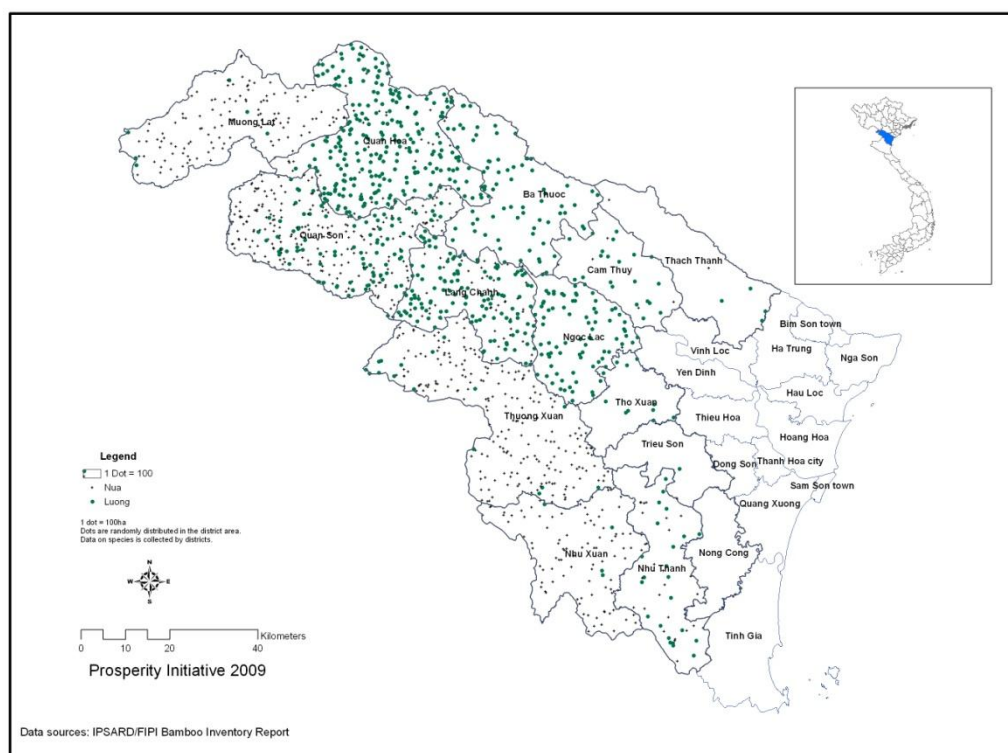 Muong Lat
Quan Hoa
Ba Thuoc
Quan Son
Cam Thuy
Thach Thanh
Lang Chanh
Bim Son town
Ngoc Lac
Vinh Loc
Ha Trung
Nga Son
Yen Dinh
Hau Loc
Tho Xuan
Thieu Hoa
Thuong Xuan
Hoang Hoa
Trieu Son
Dong Son
Thanh Hoa city
Sam Son town
Quang Xuong
Nhu Xuan
Nong Cong
Nhu Thanh
Tinh Gia
Legend
1 Dot = 100
Nua
Luong
1 dot = 100ha
Dots are randomly distributed in the district area.
Data on species is collected by districts.
N
W E
S
Kilometers
0 5 10 20 40
Prosperity Initiative 2009
Data sources: IPSARD/FIPI Bamboo Inventory Report